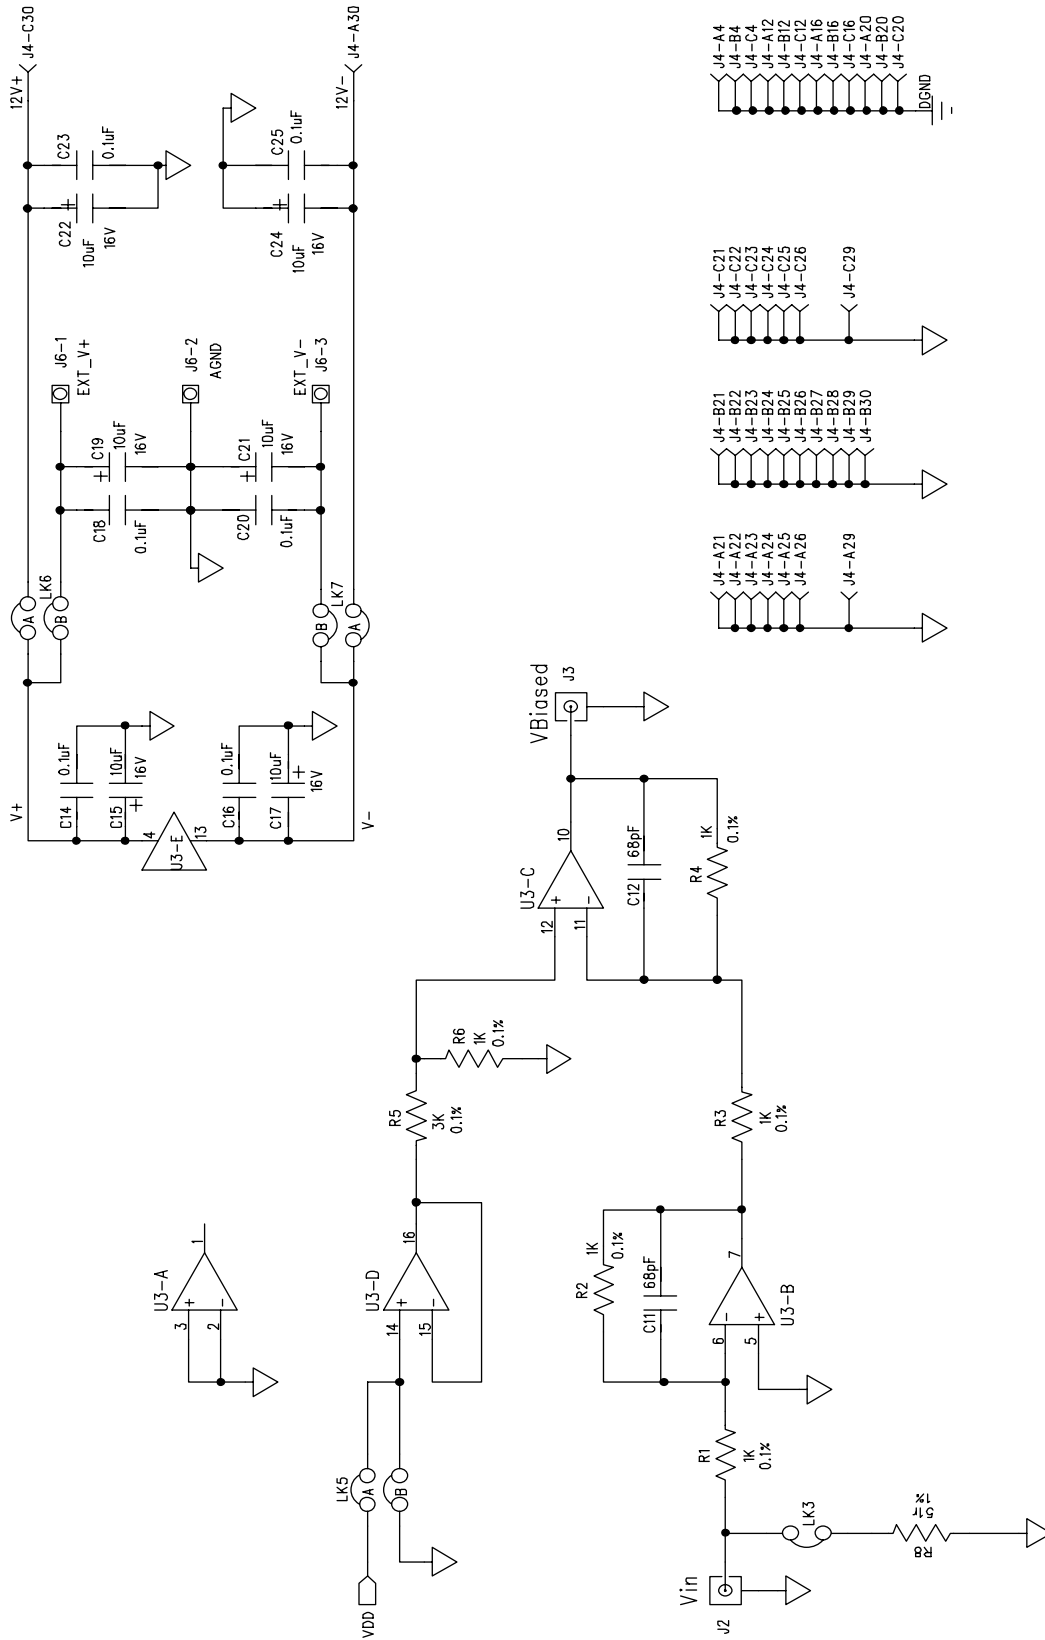 J4-C30
12V+
C23
0.1uF
C22
+
10uF
16V
C25
0.1uF
C24
+
10uF
16V
12V-
J4-A30
J6-1
EXT_V+
C19
10uF
16V
+
C18
0.1uF
J6-2
AGND
C21
10uF
16V
+
C20
0.1uF
EXT_V-
J6-3
LK6
A
B
LK7
B
A
V+
C14
0.1uF
C15
10uF
16V
+
4
U3-E
13
C16
0.1uF
C17
10uF
16V
+
V-
J4-A4
J4-B4
J4-C4
J4-A12
J4-B12
J4-C12
J4-A16
J4-B16
J4-C16
J4-A20
J4-B20
J4-C20
DGND
J4-C21
J4-C22
J4-C23
J4-C24
J4-C25
J4-C26
J4-C29
J4-B21
J4-B22
J4-B23
J4-B24
J4-B25
J4-B26
J4-B27
J4-B28
J4-B29
J4-B30
J4-A21
J4-A22
J4-A23
J4-A24
J4-A25
J4-A26
J4-A29
U3-A
3
+
2
-
1
VDD
LK5
A
B
U3-D
14
+
15
-
16
R5
3K
0.1%
R6
1K
0.1%
U3-C
12
+
11
-
10
VBiased
J3
C12
68pF
R4
1K
0.1%
Vin
J2
LK3
R8
51r
1%
R1
1K
0.1%
R2
1K
0.1%
C11
68pF
U3-B
6
-
5
+
7
R3
1K
0.1%